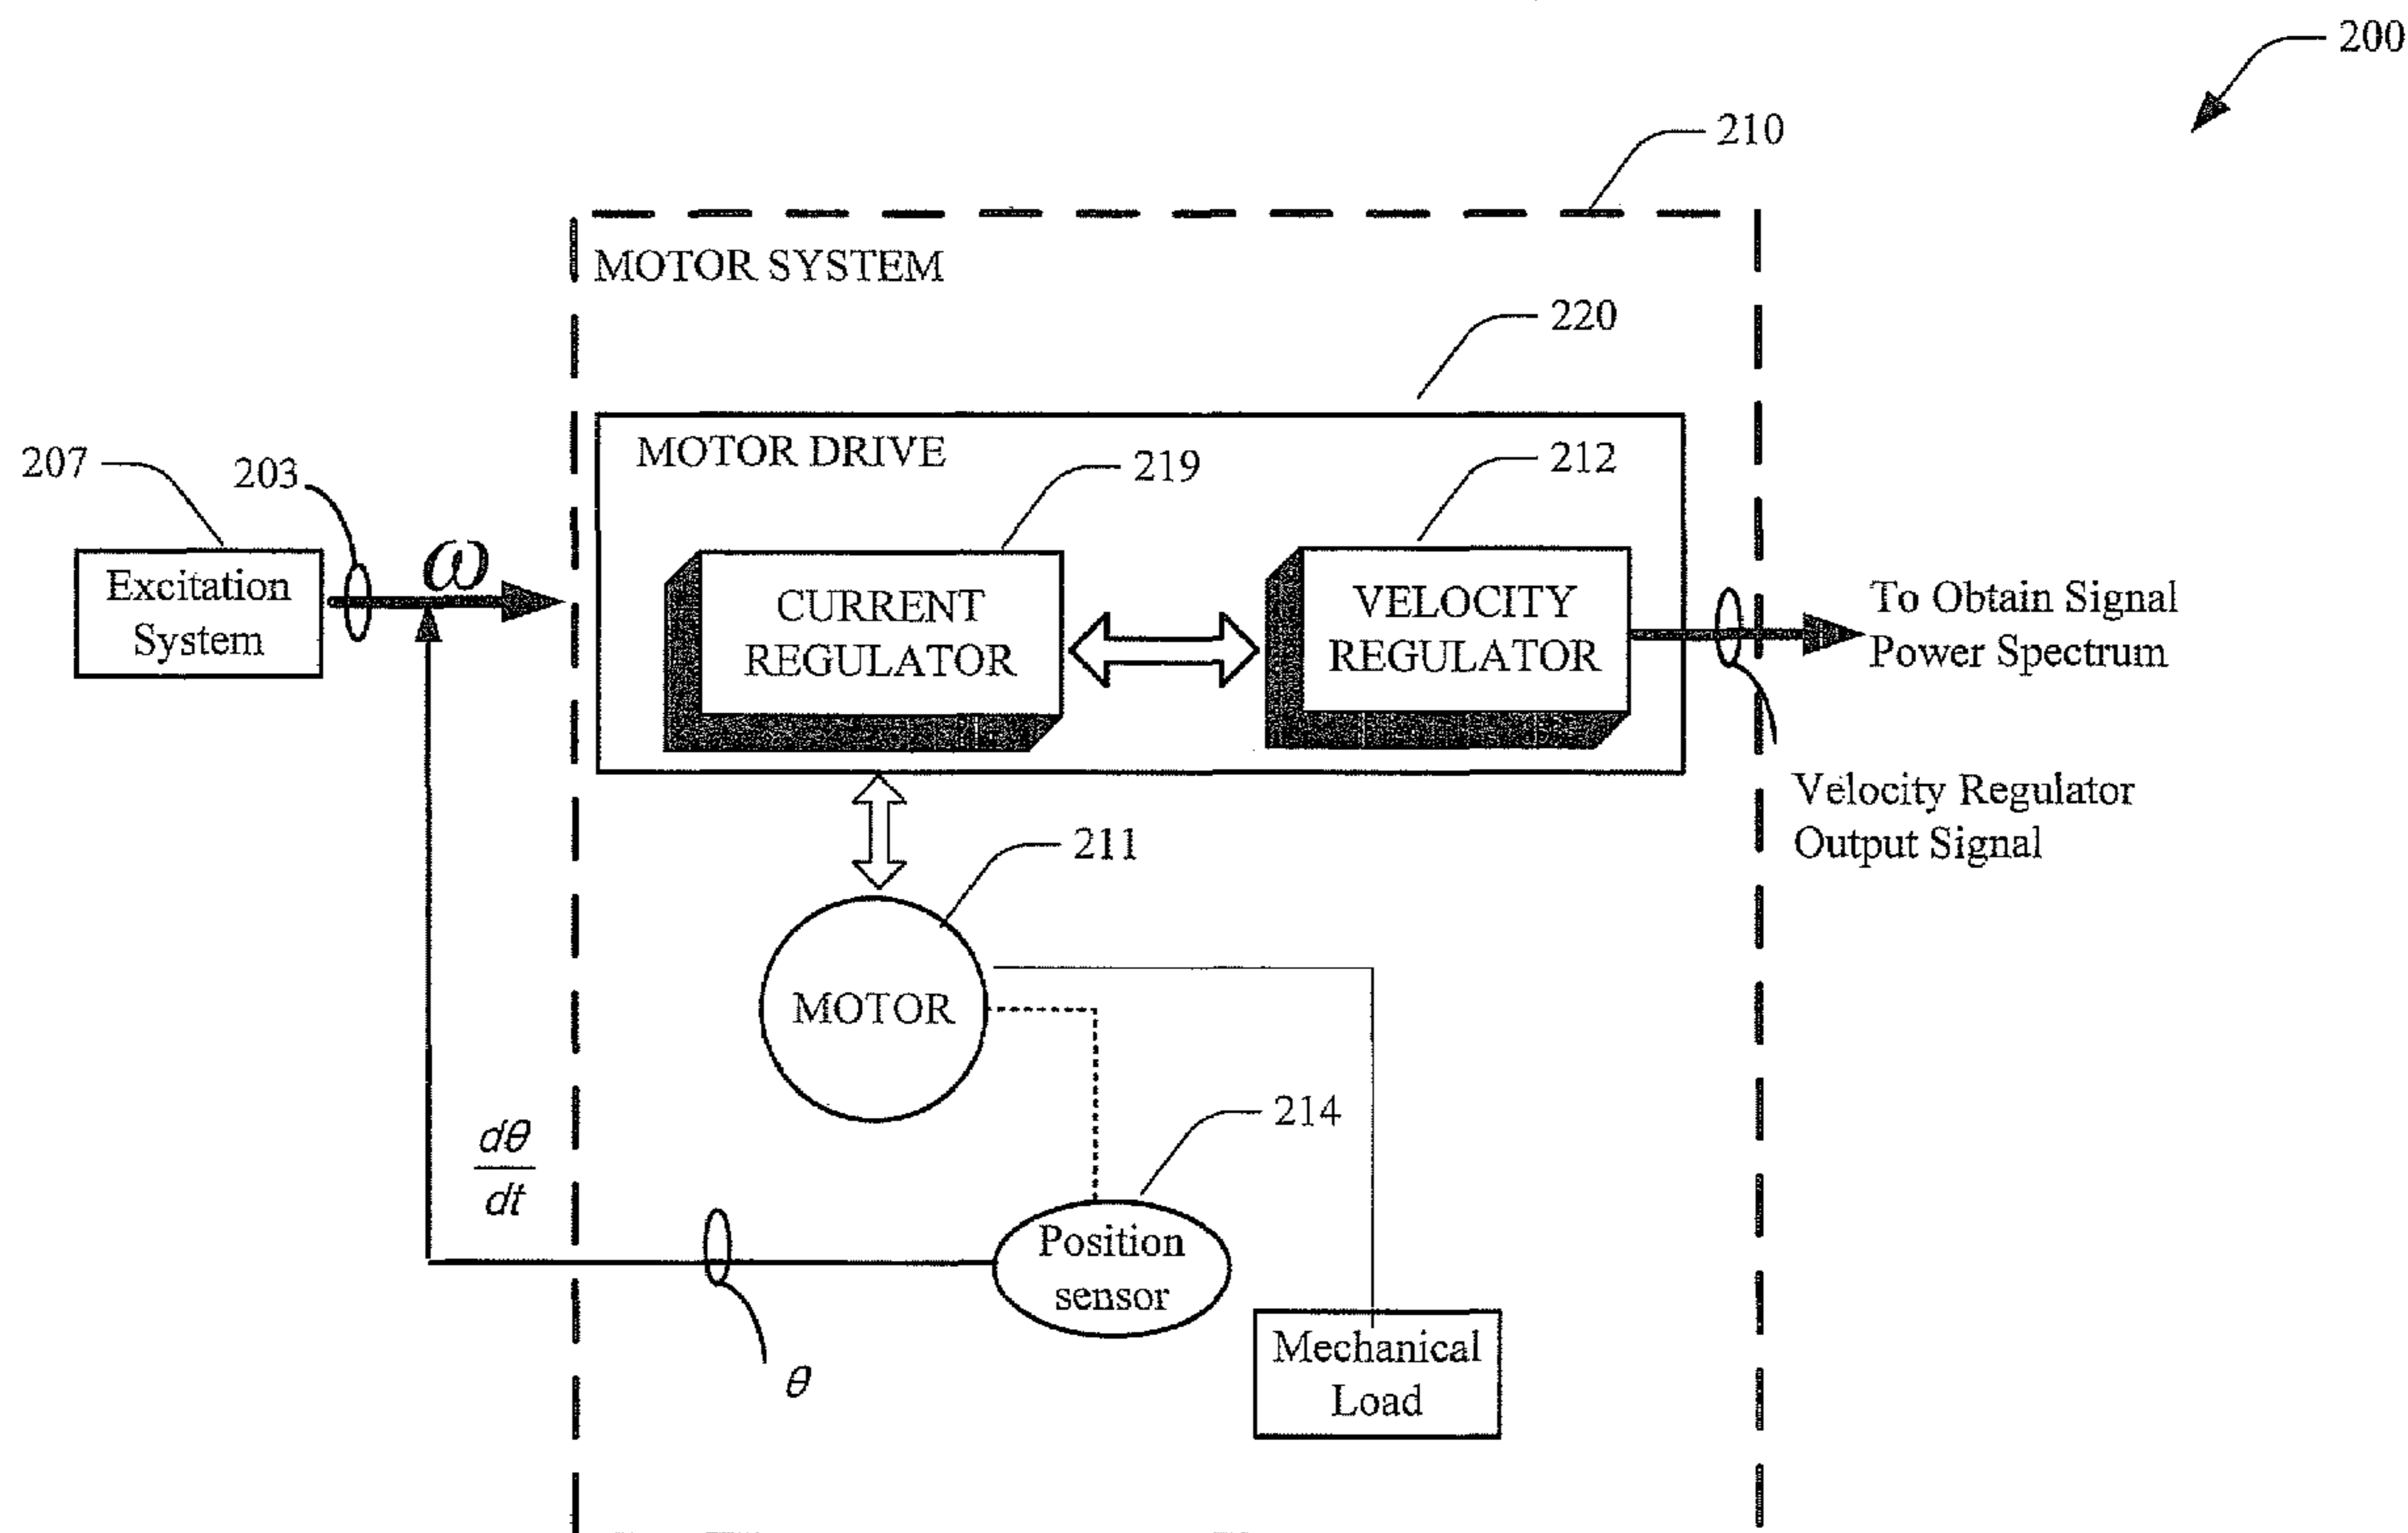 200
210
MOTOR SYSTEM
220
MOTOR DRIVE
207
203
219
212
ω
Excitation
System
CURRENT
REGULATOR
VELOCITY
REGULATOR
To Obtain Signal
Power Spectrum
Velocity Regulator
Output Signal
211
MOTOR
214
dθ
dt
Position
sensor
θ
Mechanical
Load